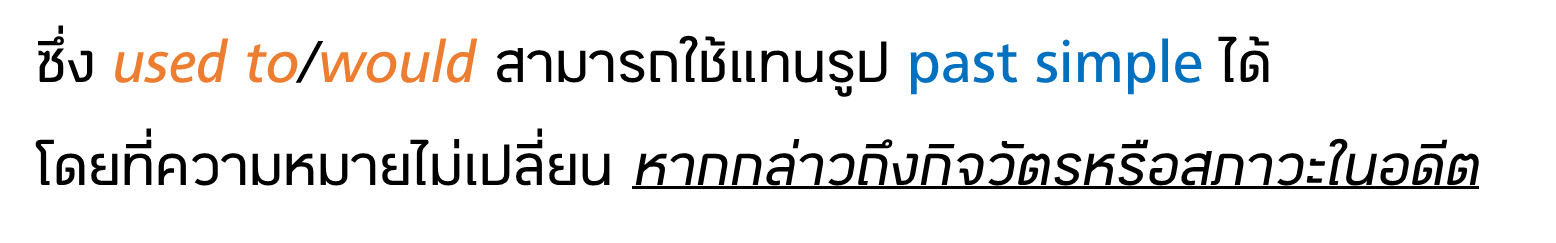 ซึ่ง used to/would สามารถใช้แทนรูป past simple ได้
โดยที่ความหมายไม่เปลี่ยน หากกล่าวถึงกิจวัตรหรือสภาวะในอดีต